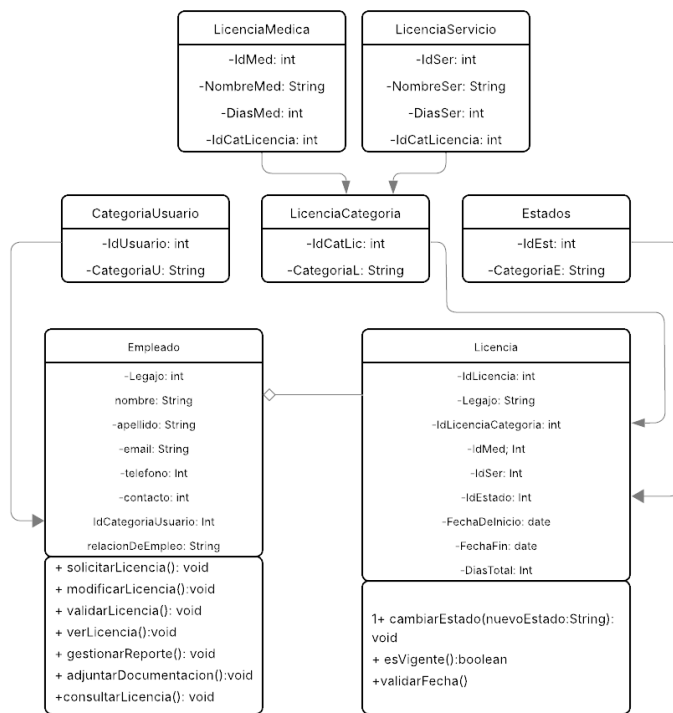 LicenciaMedica
-IdMed: int
-NombreMed: String
-DiasMed: int
-IdCatLicencia: int
LicenciaServicio
-IdSer: int
-NombreSer: String
-DiasSer: int
-IdCatLicencia: int
CategoriaUsuario
-IdUsuario: int
-CategoriaU: String
LicenciaCategoria
-IdCatLic: int
-CategoriaL: String
Estados
-IdEst: int
-CategoriaE: String
Empleado
-Legajo: int
nombre: String
-apellido: String
-email: String
-telefono: Int
-contacto: int
IdCategoriaUsuario: Int
relacionDeEmpleo: String
+ solicitarLicencia(): void
+ modificarLicencia():void
+ validarLicencia(): void
+ verLicencia():void
+ gestionarReporte(): void
+ adjuntarDocumentacion():void
+consultarLicencia(): void
Licencia
-IdLicencia: int
-Legajo: String
-IdLicenciaCategoria: int
-IdMed; Int
-IdSer: Int
-IdEstado: Int
-FechaDeInicio: date
-FechaFin: date
-DiasTotal: Int
1+ cambiarEstado(nuevoEstado:String):
void
+ esVigente():boolean
+validarFecha()